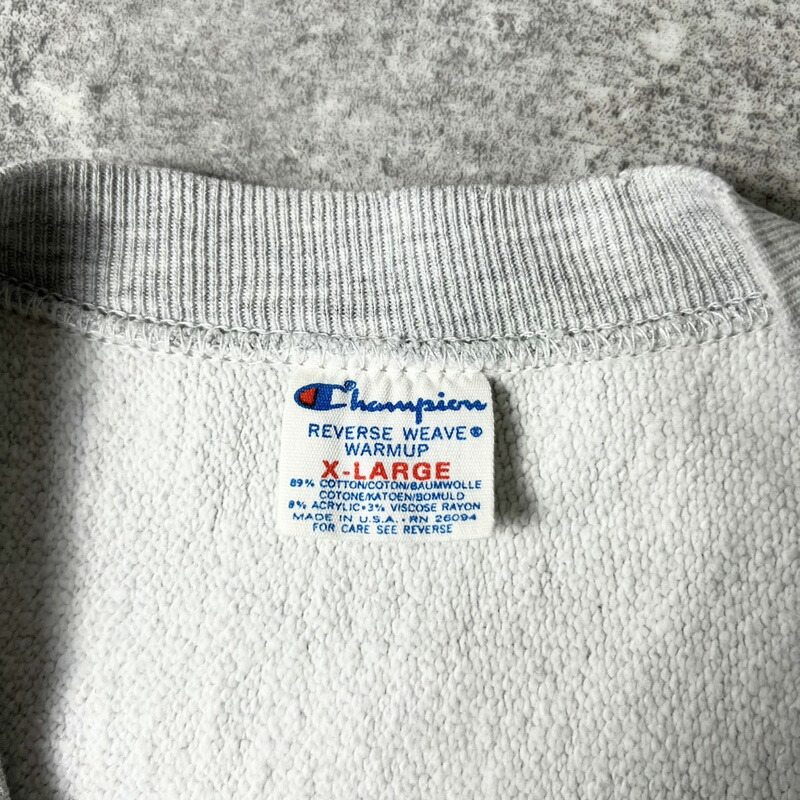 Champion®
REVERSE WEAVE®
WARMUP
X-LARGE
89% COTTON/COTON/BAUMWOLLE
COTONE/KATOEN/BOMULD
8% ACRYLIC•3% VISCOSE RAYON
MADE IN U.S.A.•RN 26094
FOR CARE SEE REVERSE